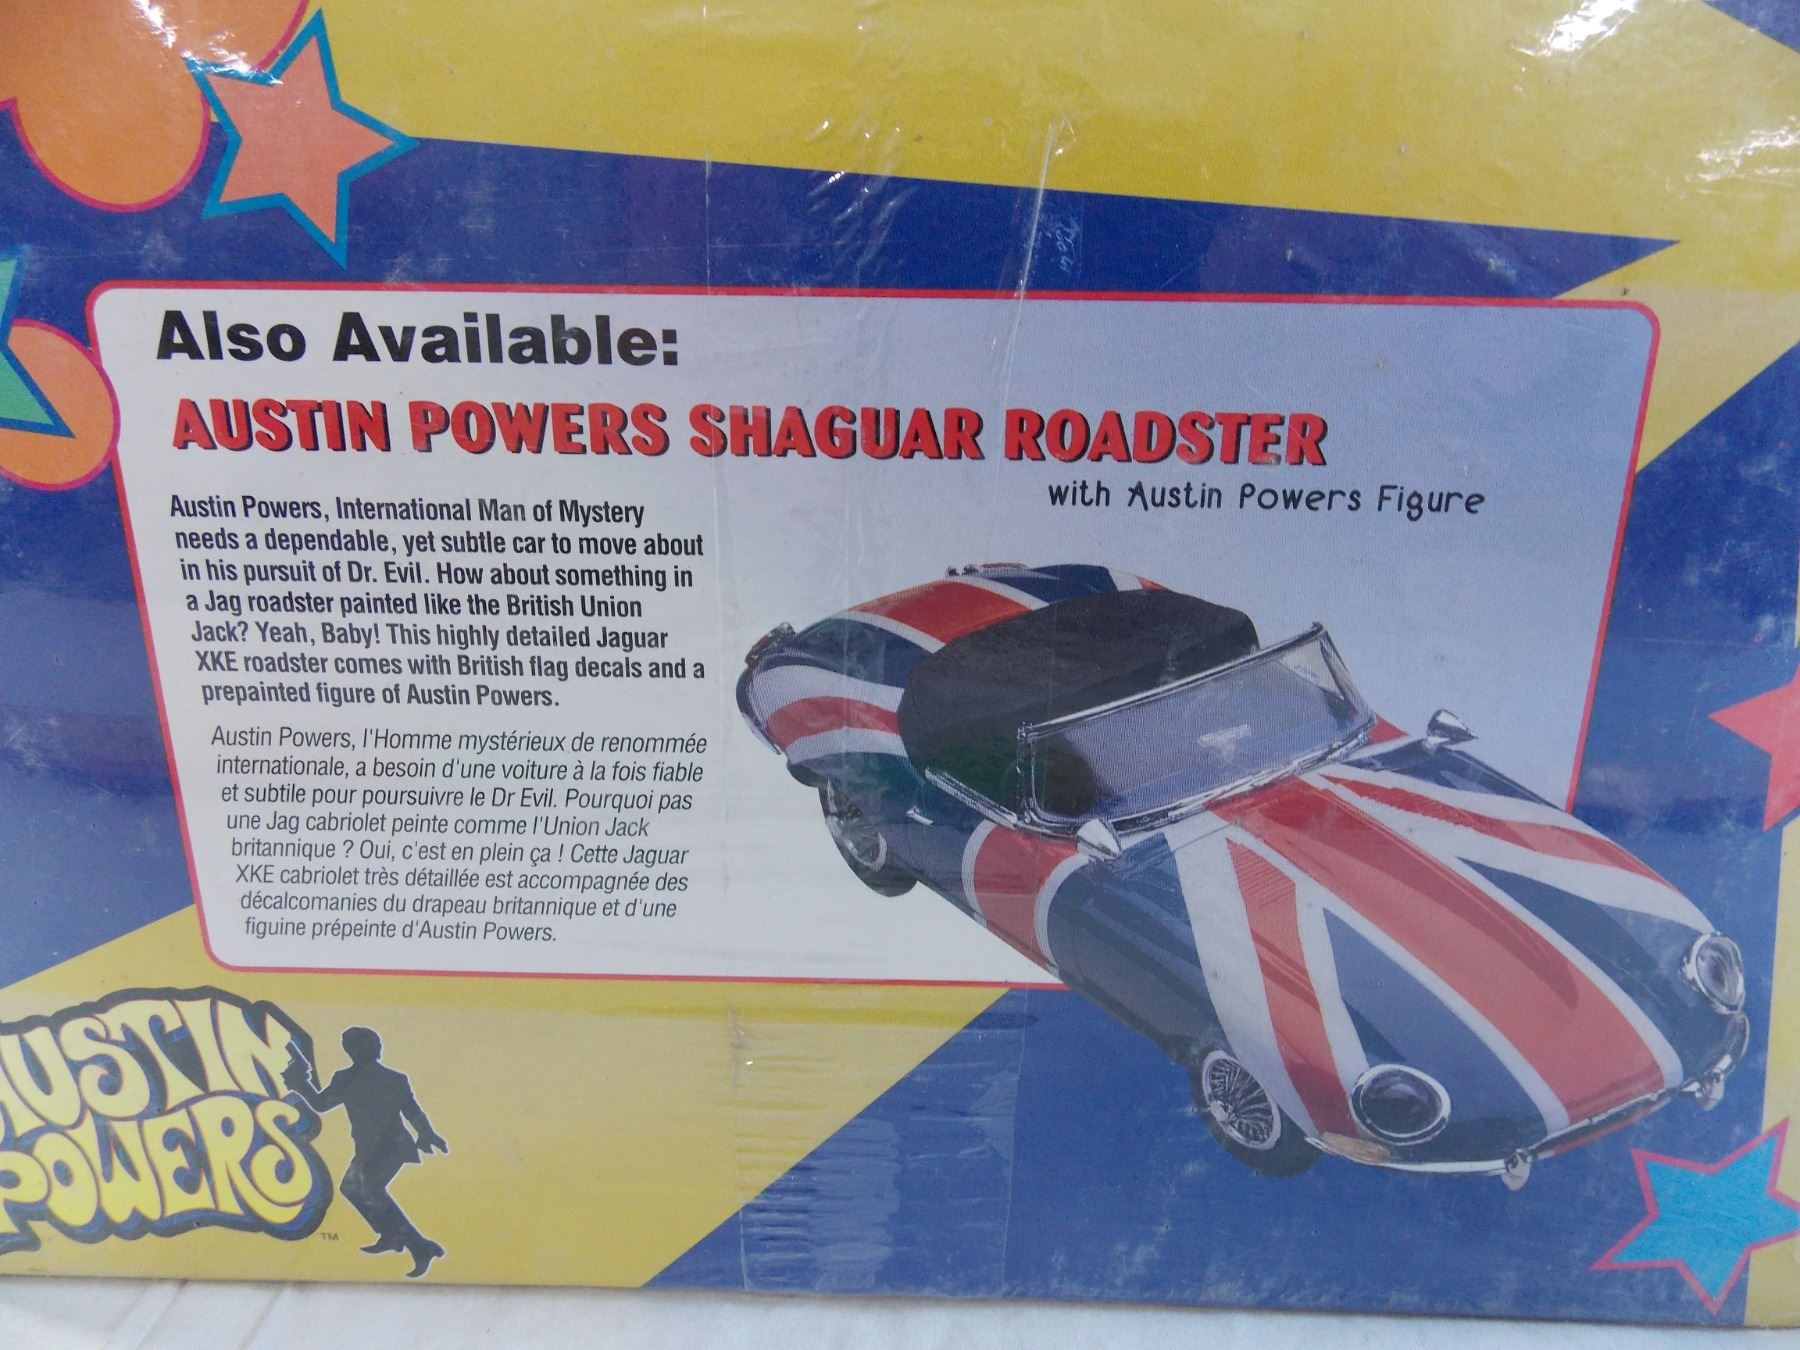 Also Available:
AUSTIN POWERS SHAGUAR ROADSTER
with Austin Powers Figure
Austin Powers, International Man of Mystery
needs a dependable, yet subtle car to move about
in his pursuit of Dr. Evil. How about something in
a Jag roadster painted like the British Union
Jack? Yeah, Baby! This highly detailed Jaguar
XKE roadster comes with British flag decals and a
prepainted figure of Austin Powers.
Austin Powers, l'Homme mystérieux de renommée
internationale, a besoin d'une voiture à la fois fiable
et subtile pour poursuivre le Dr Evil. Pourquoi pas
une Jag cabriolet peinte comme l'Union Jack
britannique ? Oui, c'est en plein ça ! Cette Jaguar
XKE cabriolet très détaillée est accompagnée des
décalcomanies du drapeau britannique et d'une
figuine prépeinte d'Austin Powers.
AUSTIN
POWERS
TM